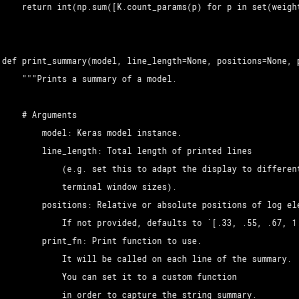 return int(np.sum([K.count_params(p) for p in set(weight
def print_summary(model, line_length=None, positions=None, p
"""Prints a summary of a model.
# Arguments
model: Keras model instance.
line_length: Total length of printed lines
(e.g. set this to adapt the display to different
terminal window sizes).
positions: Relative or absolute positions of log ele
If not provided, defaults to `[.33, .55, .67, 1
print_fn: Print function to use.
It will be called on each line of the summary.
You can set it to a custom function
in order to capture the string summary.